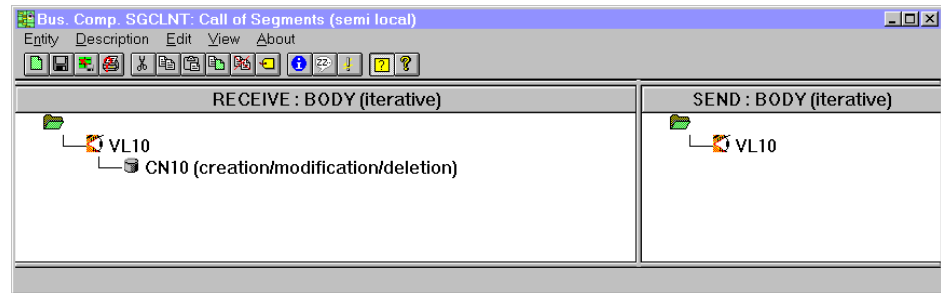 Bus. Comp. SGCLNT: Call of Segments (semi local)
Entity Description Edit View About
RECEIVE : BODY (iterative)
SEND : BODY (iterative)
VL10
CN10 (creation/modification/deletion)
VL10